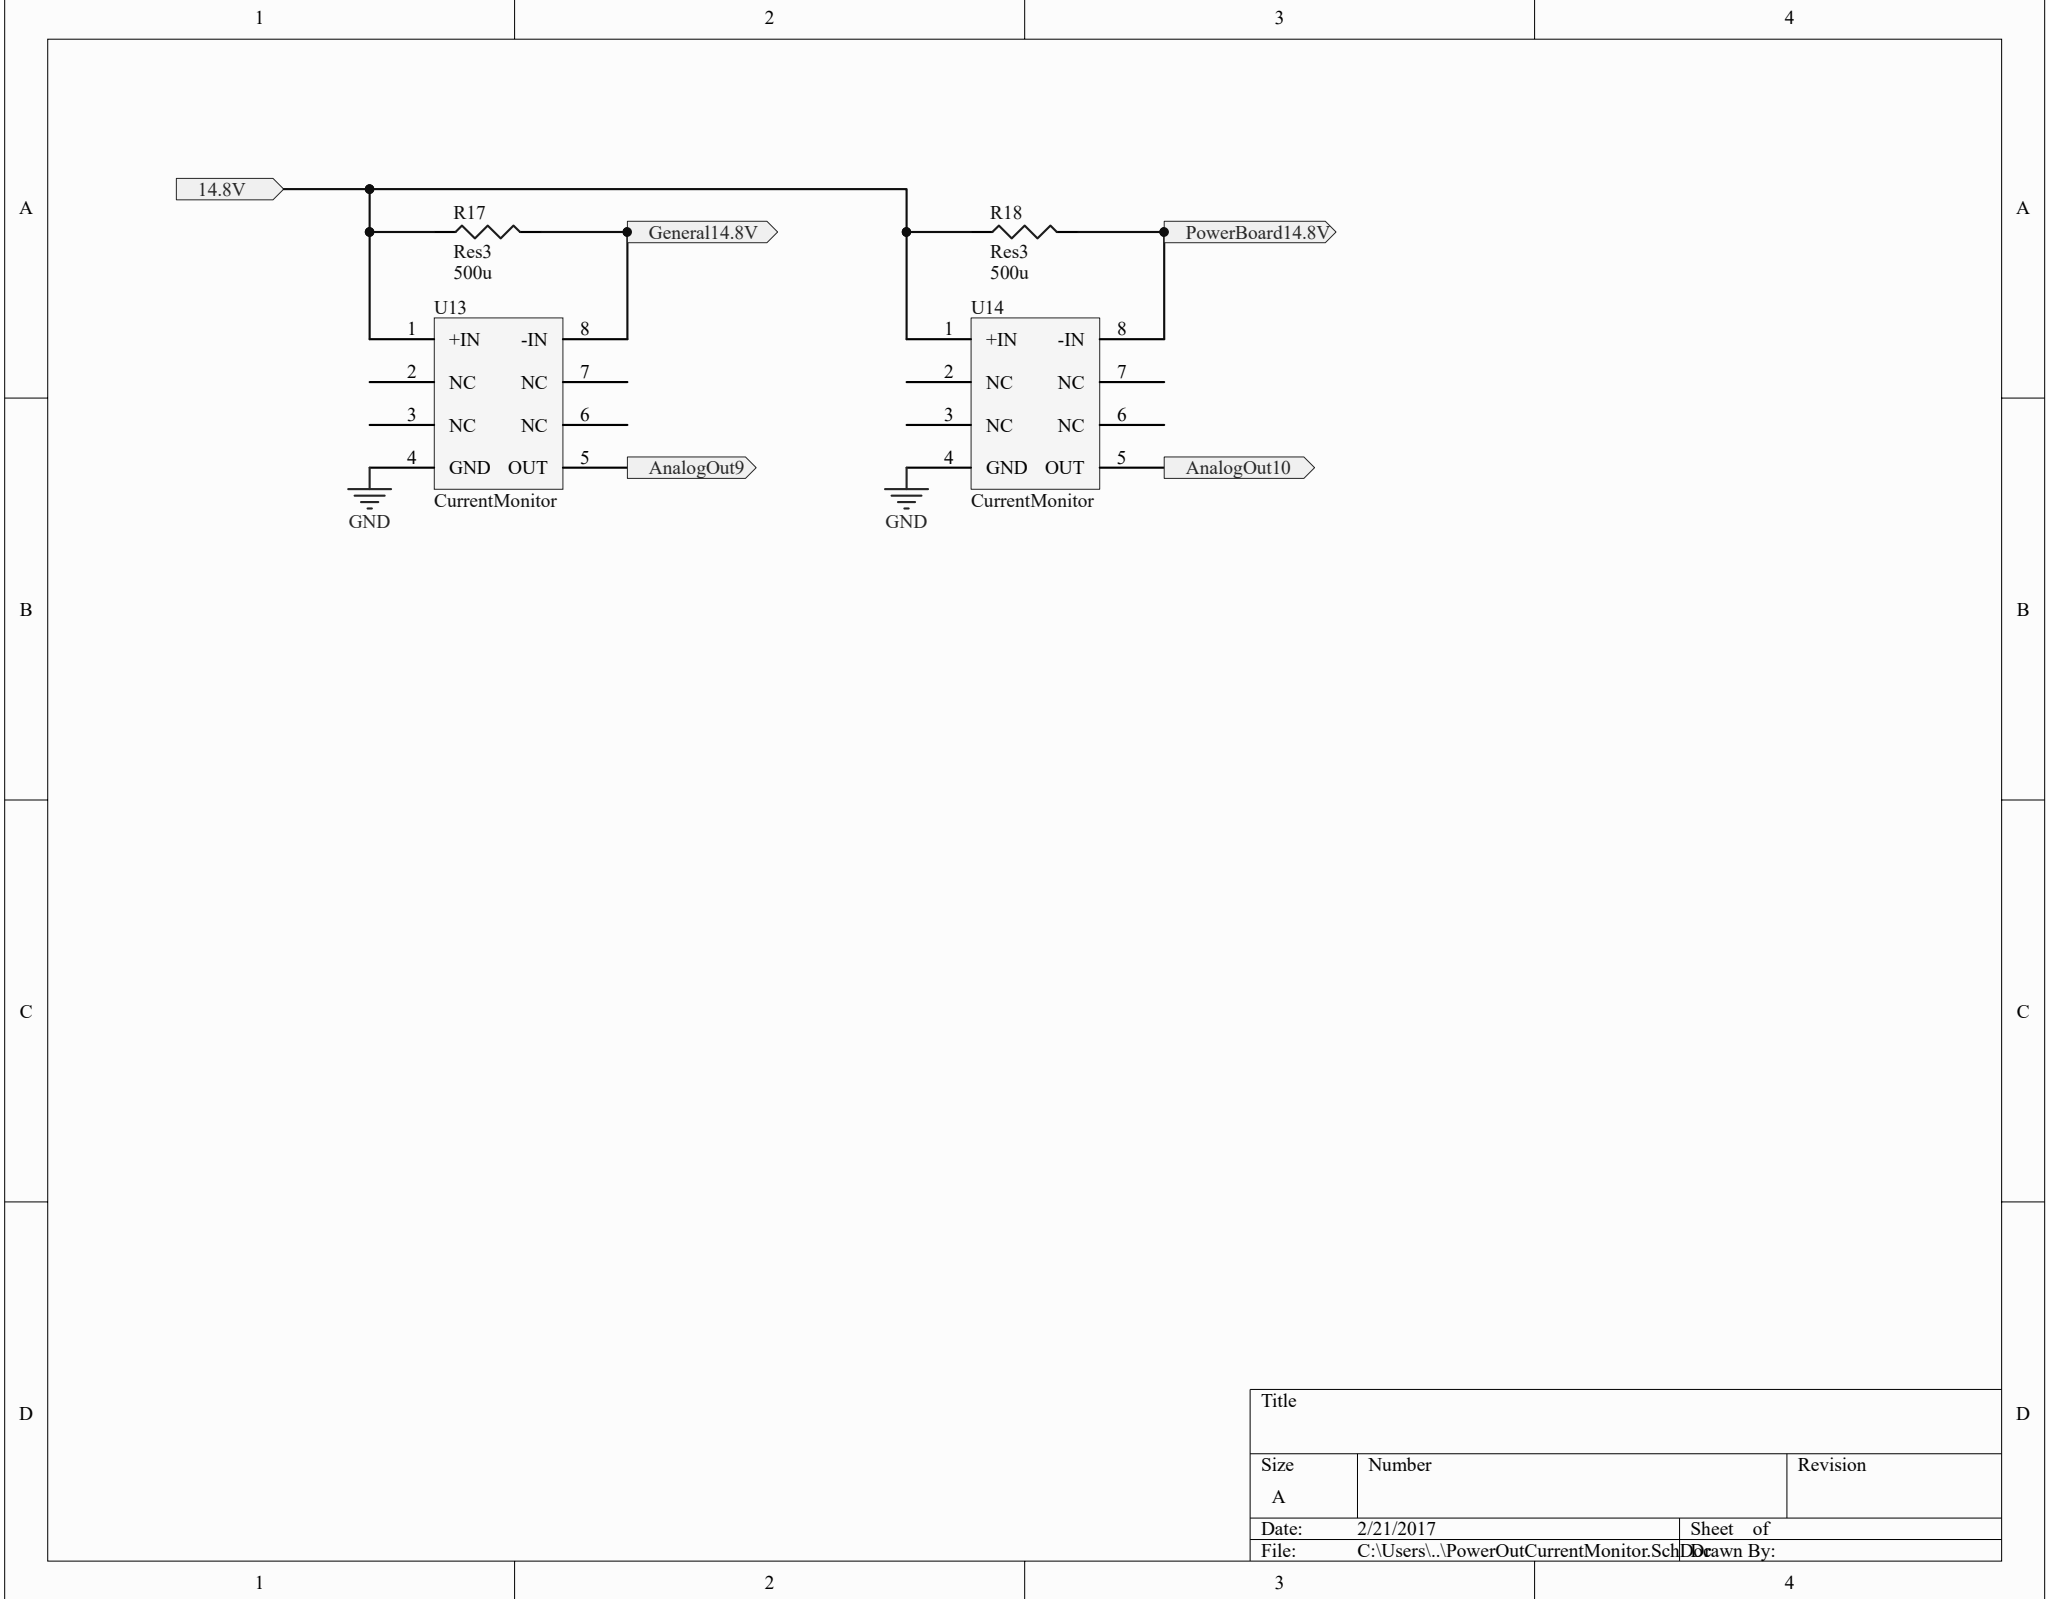 1 2 3 4
A A
14.8V
R17
Res3
500u
General14.8V
R18
Res3
500u
PowerBoard14.8V
U13
1 +IN -IN 8
2 NC NC 7
3 NC NC 6
4 GND OUT 5
CurrentMonitor
GND
AnalogOut9
U14
1 +IN -IN 8
2 NC NC 7
3 NC NC 6
4 GND OUT 5
CurrentMonitor
GND
AnalogOut10
B B
C C
D D
Title
Size Number Revision
A
Date: 2/21/2017 Sheet of
File: C:\Users\..\PowerOutCurrentMonitor.SchDoc Drawn By:
1 2 3 4